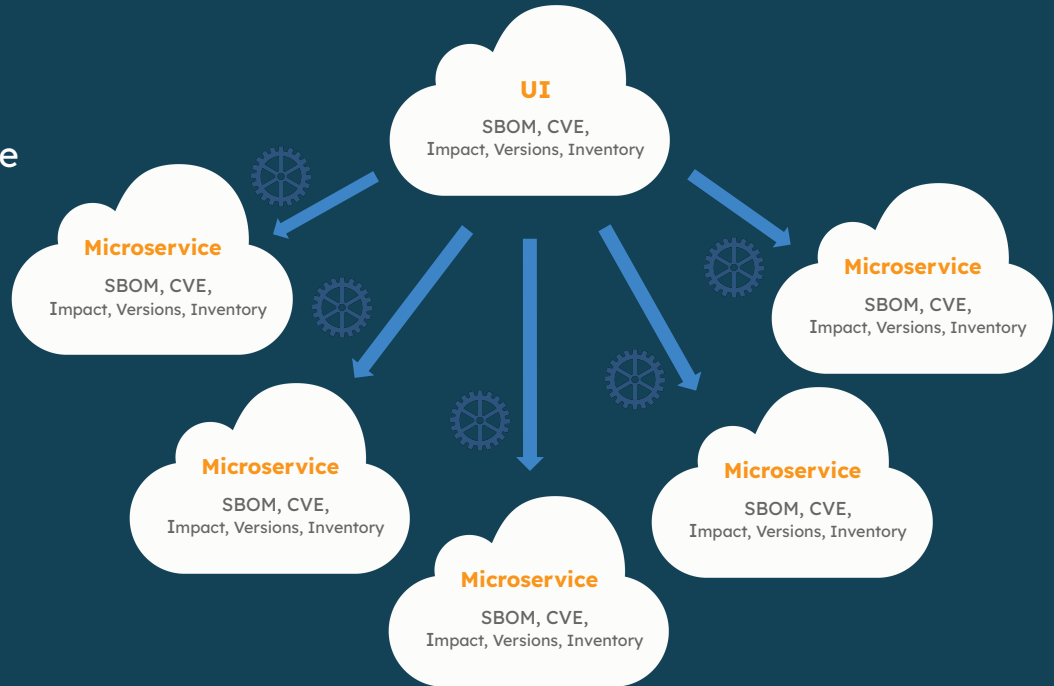 UI
SBOM, CVE,
Impact, Versions, Inventory
e
Microservice
SBOM, CVE,
Impact, Versions, Inventory
Microservice
SBOM, CVE,
Impact, Versions, Inventory
Microservice
SBOM, CVE,
Impact, Versions, Inventory
Microservice
SBOM, CVE,
Impact, Versions, Inventory
Microservice
SBOM, CVE,
Impact, Versions, Inventory